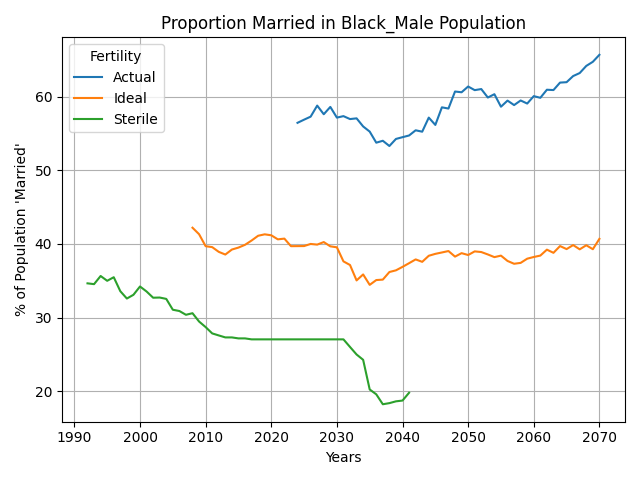 Proportion Married in Black_Male Population
Fertility
Actual
Ideal
Sterile
% of Population 'Married'
60
50
40
30
20
1990 2000 2010 2020 2030 2040 2050 2060 2070
Years